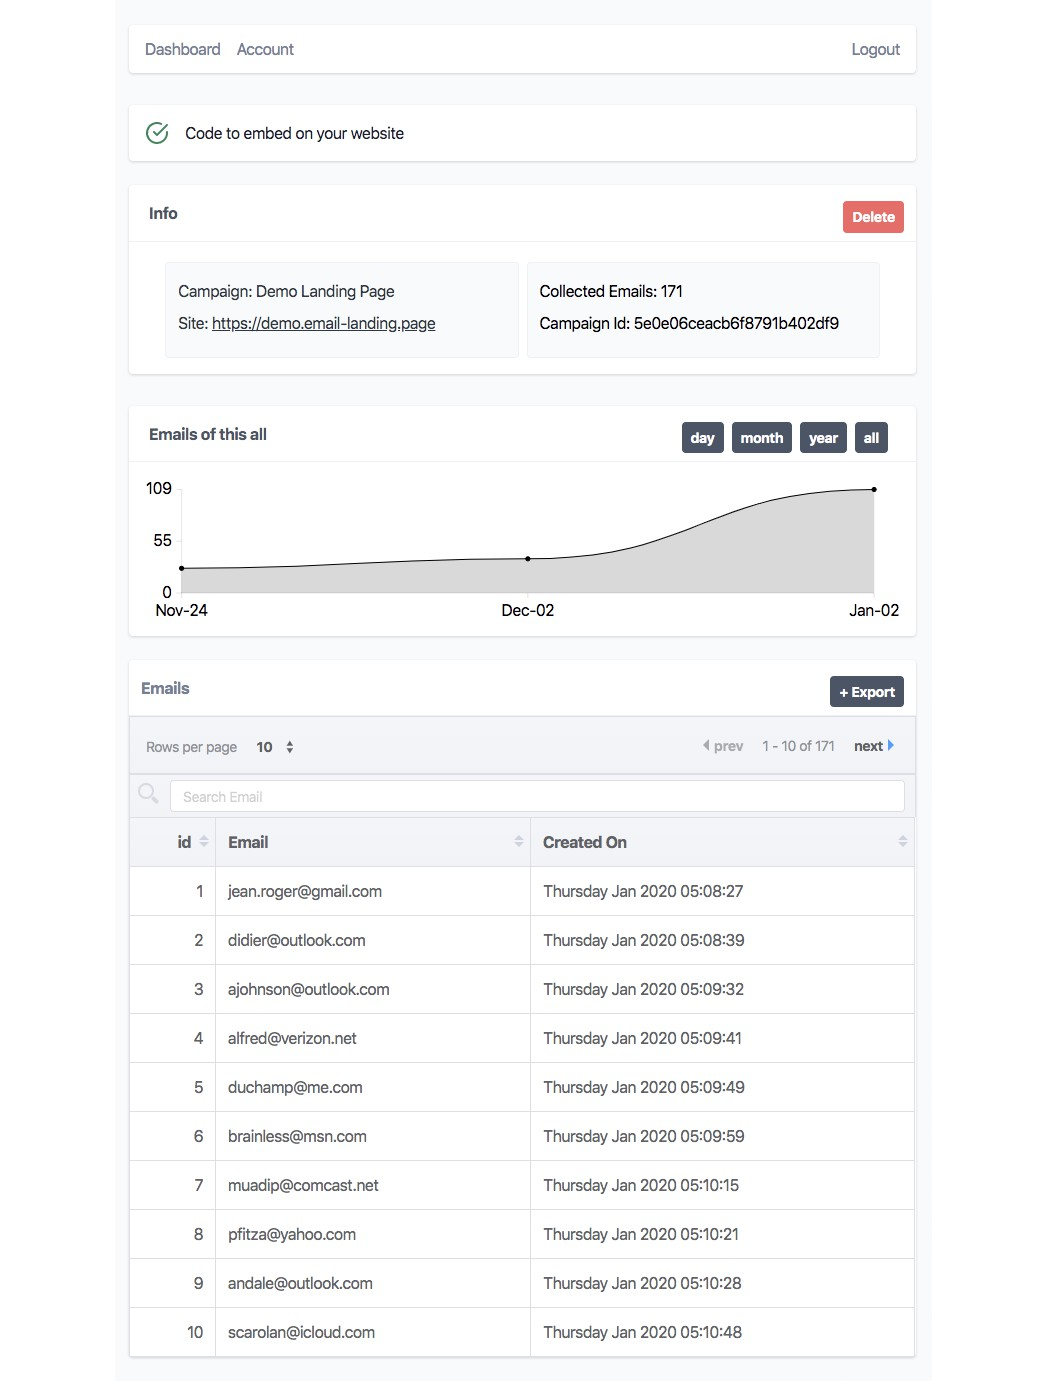 Dashboard Account Logout
Code to embed on your website
Info Delete
Campaign: Demo Landing Page
Site: https://demo.email-landing.page
Collected Emails: 171
Campaign Id: 5e0e06ceacb6f8791b402df9
Emails of this all day month year all
109
55
0
Nov-24 Dec-02 Jan-02
Emails + Export
Rows per page 10 prev 1 - 10 of 171 next
Search Email
id Email Created On
1 jean.roger@gmail.com Thursday Jan 2020 05:08:27
2 didier@outlook.com Thursday Jan 2020 05:08:39
3 ajohnson@outlook.com Thursday Jan 2020 05:09:32
4 alfred@verizon.net Thursday Jan 2020 05:09:41
5 duchamp@me.com Thursday Jan 2020 05:09:49
6 brainless@msn.com Thursday Jan 2020 05:09:59
7 muadip@comcast.net Thursday Jan 2020 05:10:15
8 pfitza@yahoo.com Thursday Jan 2020 05:10:21
9 andale@outlook.com Thursday Jan 2020 05:10:28
10 scarolan@icloud.com Thursday Jan 2020 05:10:48